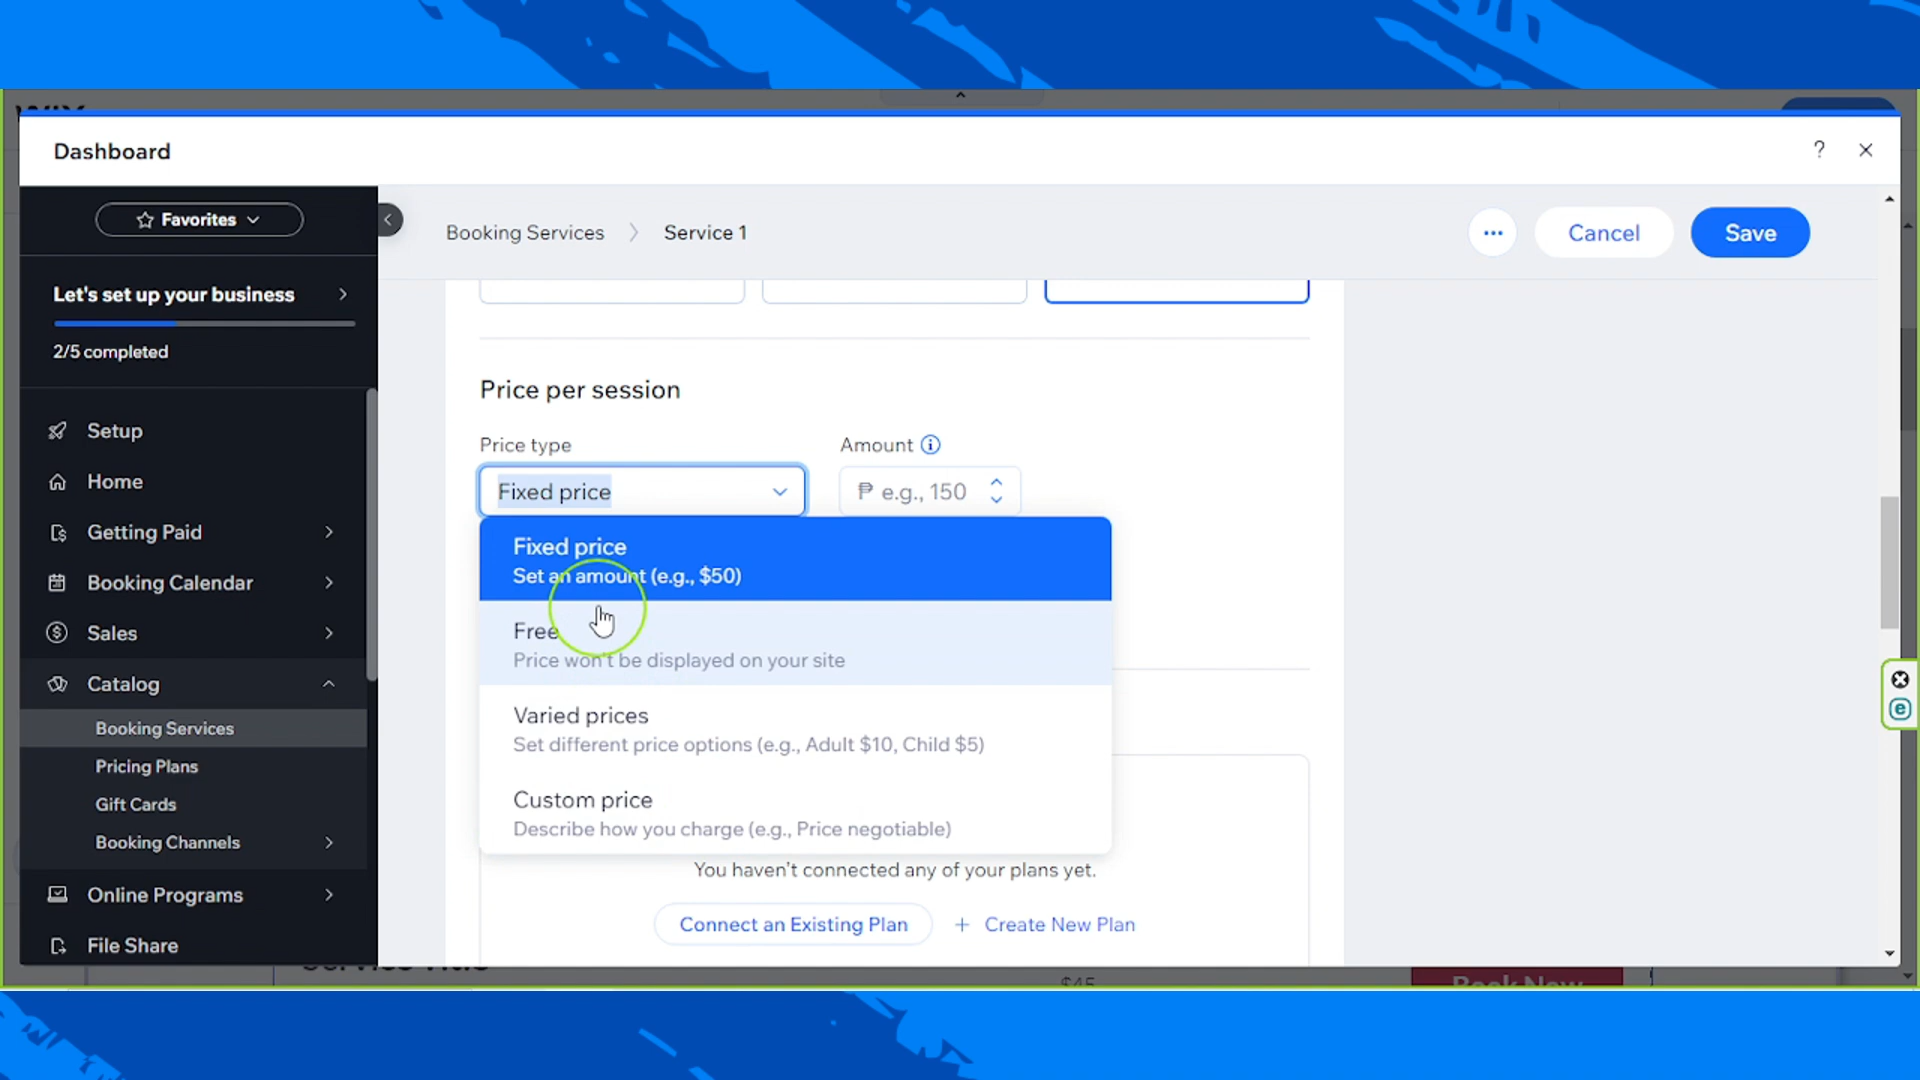 Dashboard
?
Favorites
Booking Services
Service 1
...
Cancel
Save
Let's set up your business
2/5 completed
Setup
Home
Getting Paid
Booking Calendar
Sales
Catalog
Booking Services
Pricing Plans
Gift Cards
Booking Channels
Online Programs
File Share
Price per session
Price type
Amount
Fixed price
₱ e.g., 150
Fixed price
Set an amount (e.g., $50)
Free
Price won't be displayed on your site
Varied prices
Set different price options (e.g., Adult $10, Child $5)
Custom price
Describe how you charge (e.g., Price negotiable)
You haven't connected any of your plans yet.
Connect an Existing Plan
+ Create New Plan
$45
Book Now